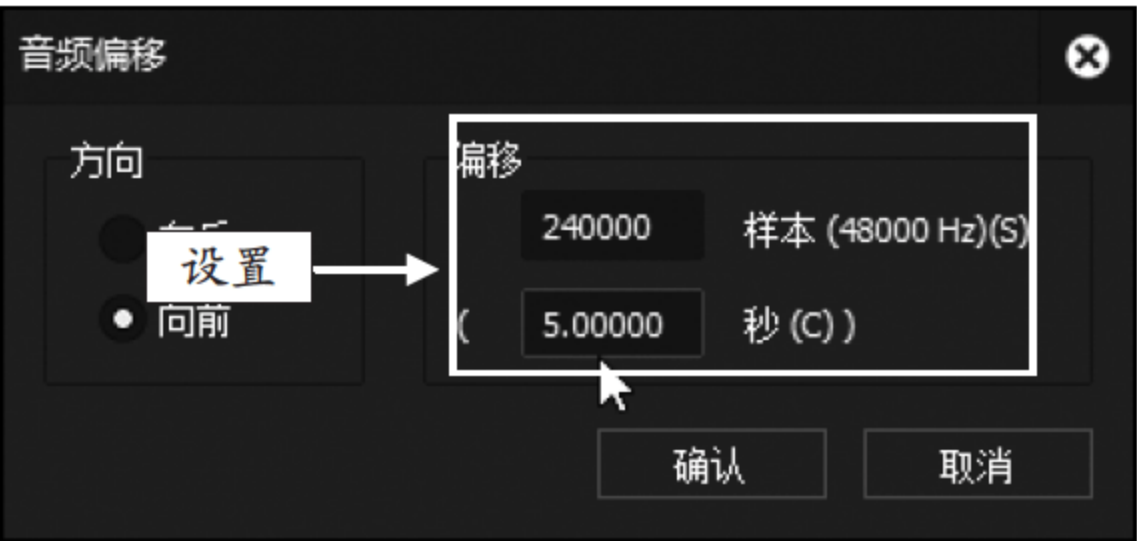 音频偏移
方向
偏移
240000 样本 (48000 Hz)(S)
设置
向前
( 5.00000 秒 (C) )
确认 取消